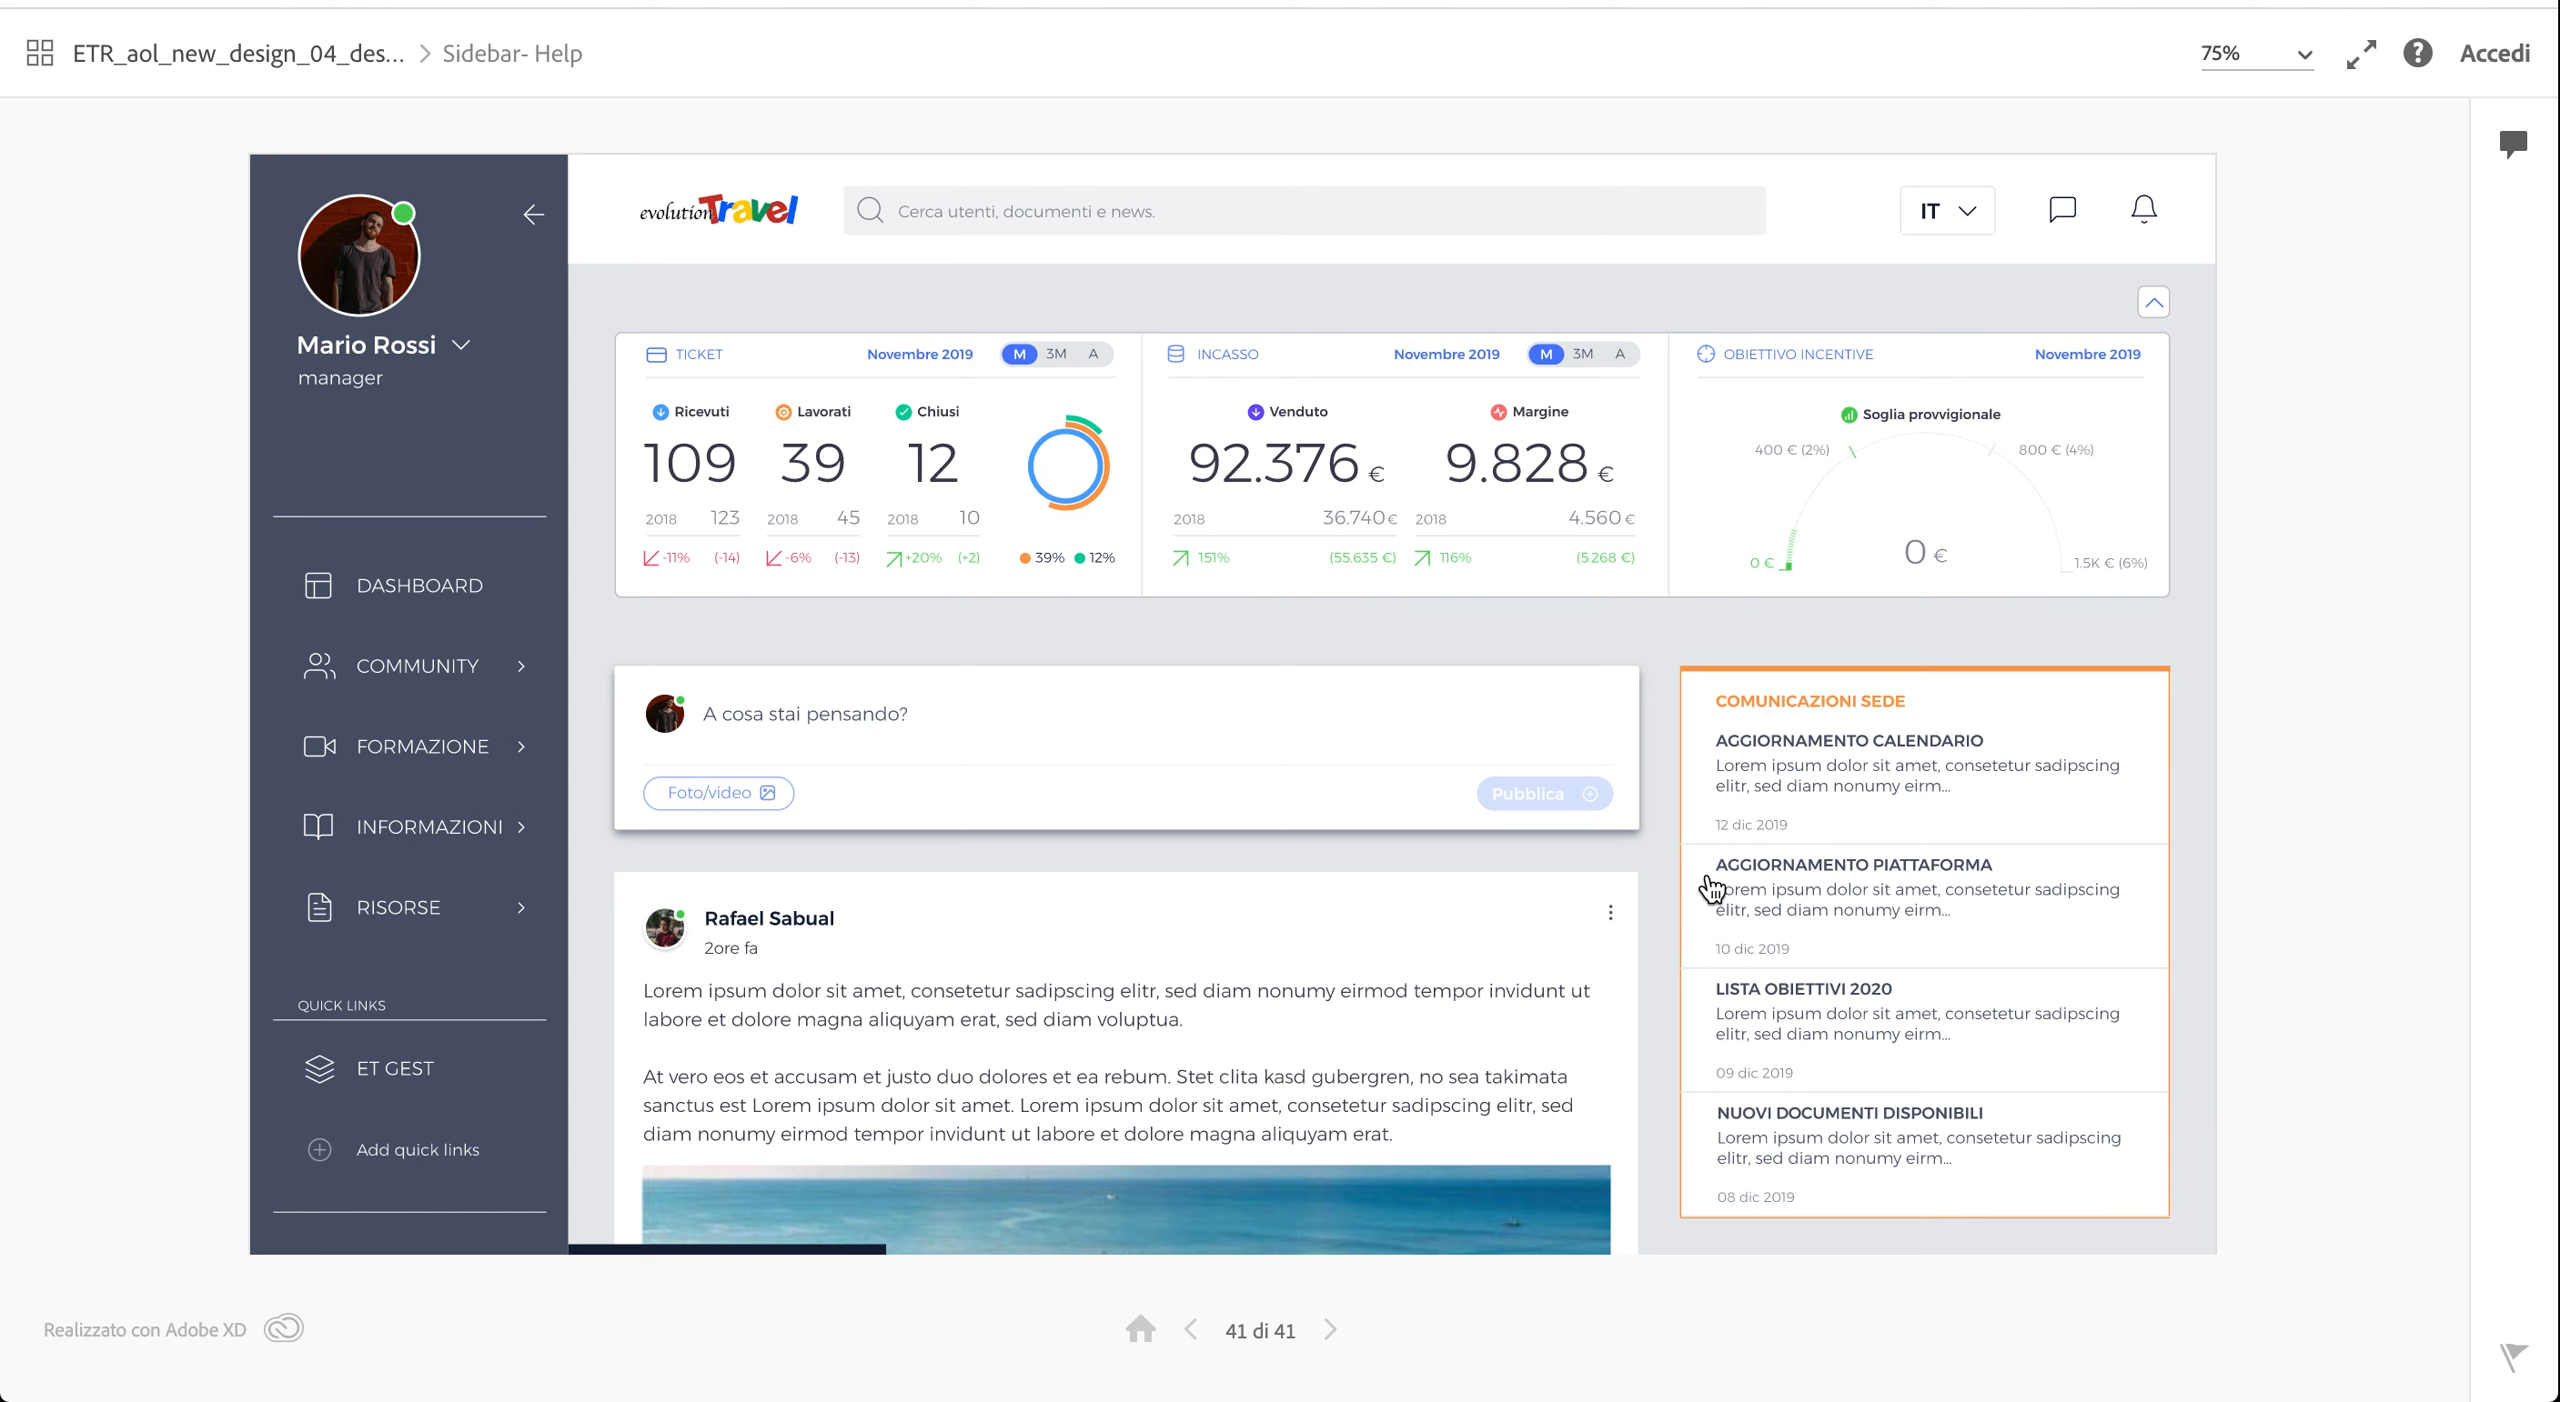 ETR_aol_new_design_04_des... > Sidebar- Help
75%
Accedi
Mario Rossi
manager
DASHBOARD
COMMUNITY
FORMAZIONE
INFORMAZIONI
RISORSE
QUICK LINKS
ET GEST
Add quick links
evolutionTravel
Cerca utenti, documenti e news.
IT
TICKET Novembre 2019 M 3M A
Ricevuti Lavorati Chiusi
109 39 12
2018 123 2018 45 2018 10
-11% (-14) -6% (-13) +20% (+2) 39% 12%
INCASSO Novembre 2019 M 3M A
Venduto Margine
92.376 € 9.828 €
2018 36.740€ 2018 4.560€
151% (55.635 €) 116% (5.268 €)
OBIETTIVO INCENTIVE Novembre 2019
Soglia provvigionale
400 € (2%) 800 € (4%)
0 € 0 € 1.5K € (6%)
A cosa stai pensando?
Foto/video Pubblica
Rafael Sabual
2ore fa
Lorem ipsum dolor sit amet, consetetur sadipscing elitr, sed diam nonumy eirmod tempor invidunt ut
labore et dolore magna aliquyam erat, sed diam voluptua.
At vero eos et accusam et justo duo dolores et ea rebum. Stet clita kasd gubergren, no sea takimata
sanctus est Lorem ipsum dolor sit amet. Lorem ipsum dolor sit amet, consetetur sadipscing elitr, sed
diam nonumy eirmod tempor invidunt ut labore et dolore magna aliquyam erat.
COMUNICAZIONI SEDE
AGGIORNAMENTO CALENDARIO
Lorem ipsum dolor sit amet, consetetur sadipscing
elitr, sed diam nonumy eirm...
12 dic 2019
AGGIORNAMENTO PIATTAFORMA
Lorem ipsum dolor sit amet, consetetur sadipscing
elitr, sed diam nonumy eirm...
10 dic 2019
LISTA OBIETTIVI 2020
Lorem ipsum dolor sit amet, consetetur sadipscing
elitr, sed diam nonumy eirm...
09 dic 2019
NUOVI DOCUMENTI DISPONIBILI
Lorem ipsum dolor sit amet, consetetur sadipscing
elitr, sed diam nonumy eirm...
08 dic 2019
Realizzato con Adobe XD
41 di 41